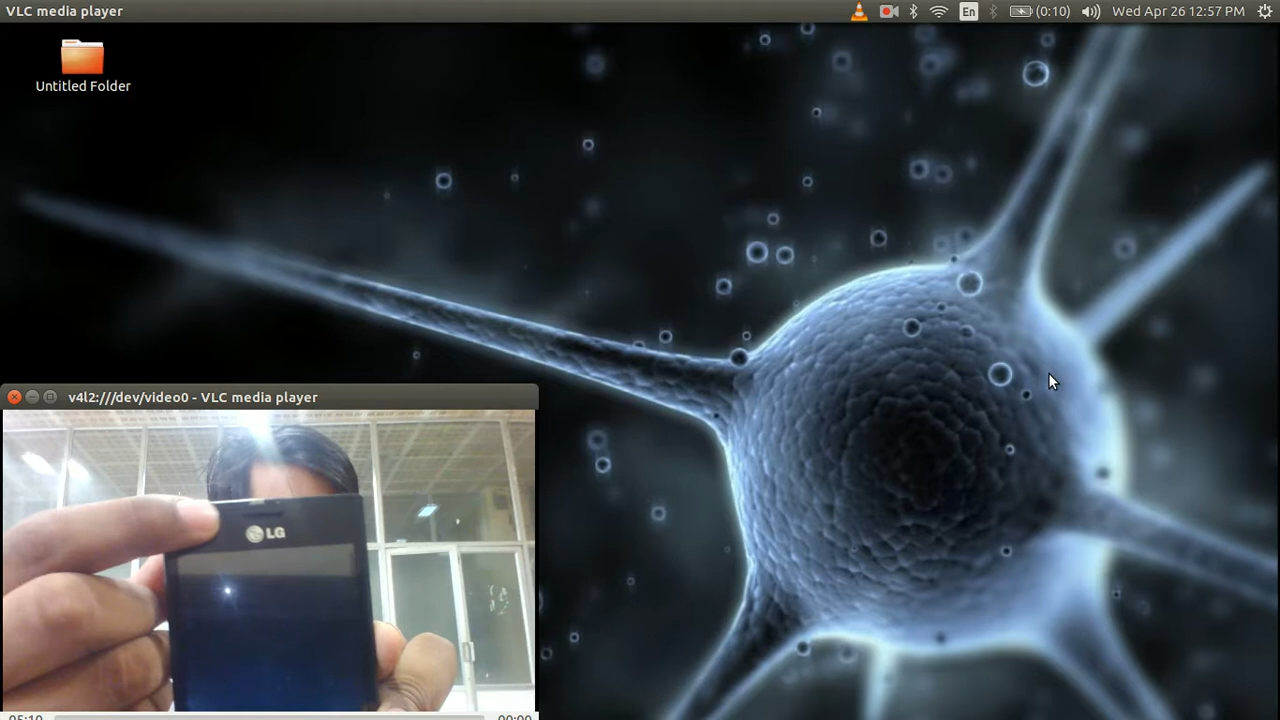 VLC media player
En
(0:10)
Wed Apr 26 12:57 PM
Untitled Folder
v4l2:///dev/video0 - VLC media player
LG
05:10
00:00